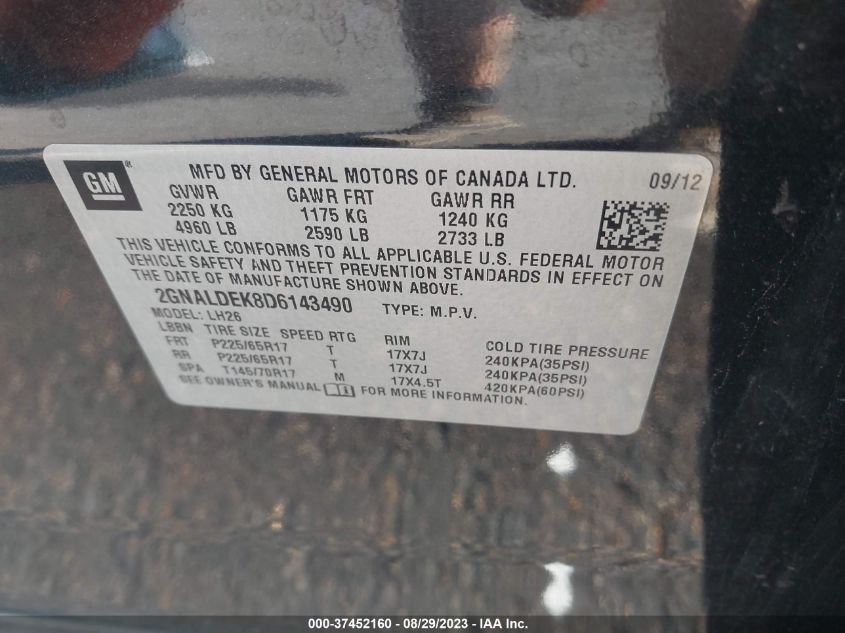 GM ® MFD BY GENERAL MOTORS OF CANADA LTD. 09/12
GVWR GAWR FRT GAWR RR
2250 KG 1175 KG 1240 KG
4960 LB 2590 LB 2733 LB
THIS VEHICLE CONFORMS TO ALL APPLICABLE U.S. FEDERAL MOTOR
VEHICLE SAFETY AND THEFT PREVENTION STANDARDS IN EFFECT ON
THE DATE OF MANUFACTURE SHOWN ABOVE.
2GNALDEK8D6143490 TYPE: M.P.V.
MODEL: LH26
LBBN TIRE SIZE SPEED RTG RIM COLD TIRE PRESSURE
FRT P225/65R17 T 17X7J 240KPA(35PSI)
RR P225/65R17 T 17X7J 240KPA(35PSI)
SPA T145/70R17 M 17X4.5T 420KPA(60PSI)
SEE OWNER'S MANUAL FOR MORE INFORMATION.
000-37452160 - 08/29/2023 - IAA Inc.